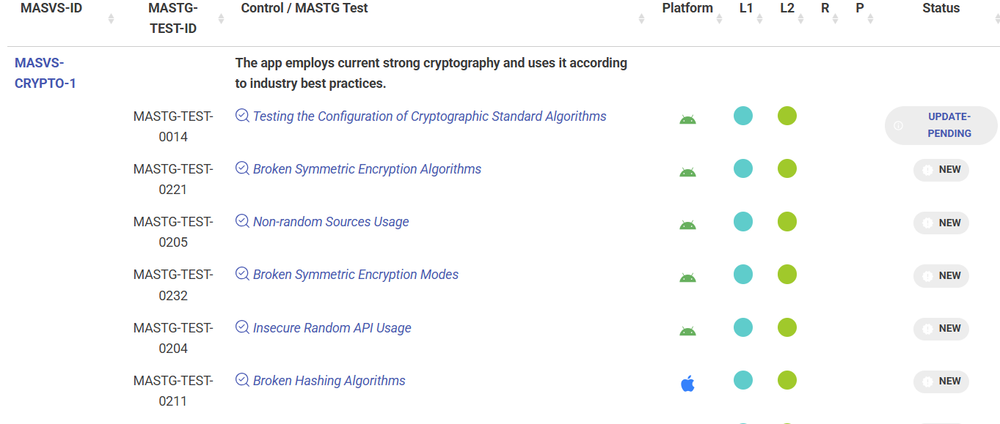 MASVS-ID MASTG- Control / MASTG Test Platform L1 L2 R P Status
TEST-ID
MASVS- The app employs current strong cryptography and uses it according
CRYPTO-1 to industry best practices.
MASTG-TEST- Testing the Configuration of Cryptographic Standard Algorithms UPDATE-
0014 PENDING
MASTG-TEST- Broken Symmetric Encryption Algorithms NEW
0221
MASTG-TEST- Non-random Sources Usage NEW
0205
MASTG-TEST- Broken Symmetric Encryption Modes NEW
0232
MASTG-TEST- Insecure Random API Usage NEW
0204
MASTG-TEST- Broken Hashing Algorithms NEW
0211